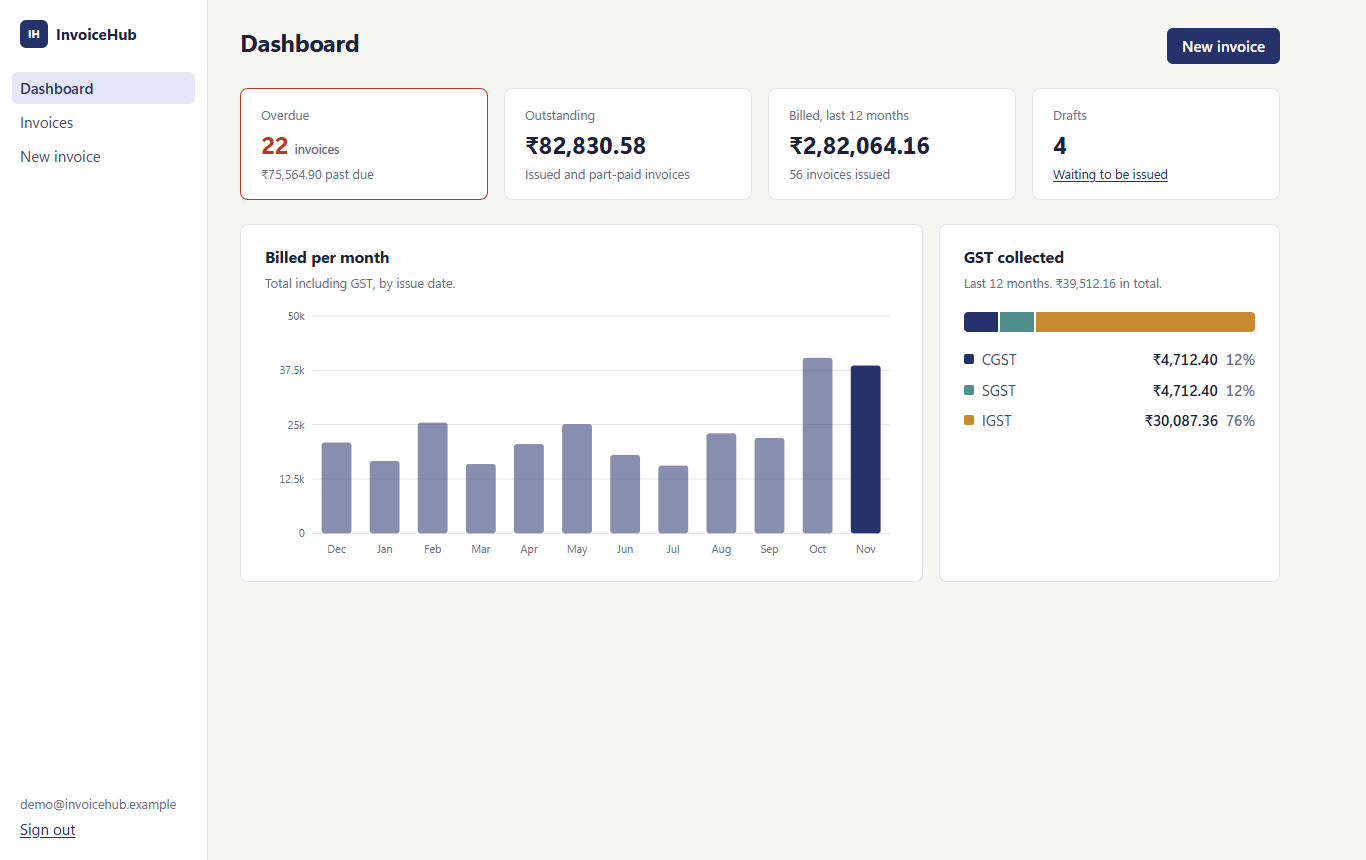 IH InvoiceHub
Dashboard
Invoices
New invoice
demo@invoicehub.example
Sign out
Dashboard
New invoice
Overdue
22 invoices
₹75,564.90 past due
Outstanding
₹82,830.58
Issued and part-paid invoices
Billed, last 12 months
₹2,82,064.16
56 invoices issued
Drafts
4
Waiting to be issued
Billed per month
Total including GST, by issue date.
50k
37.5k
25k
12.5k
0
Dec Jan Feb Mar Apr May Jun Jul Aug Sep Oct Nov
GST collected
Last 12 months. ₹39,512.16 in total.
CGST ₹4,712.40 12%
SGST ₹4,712.40 12%
IGST ₹30,087.36 76%